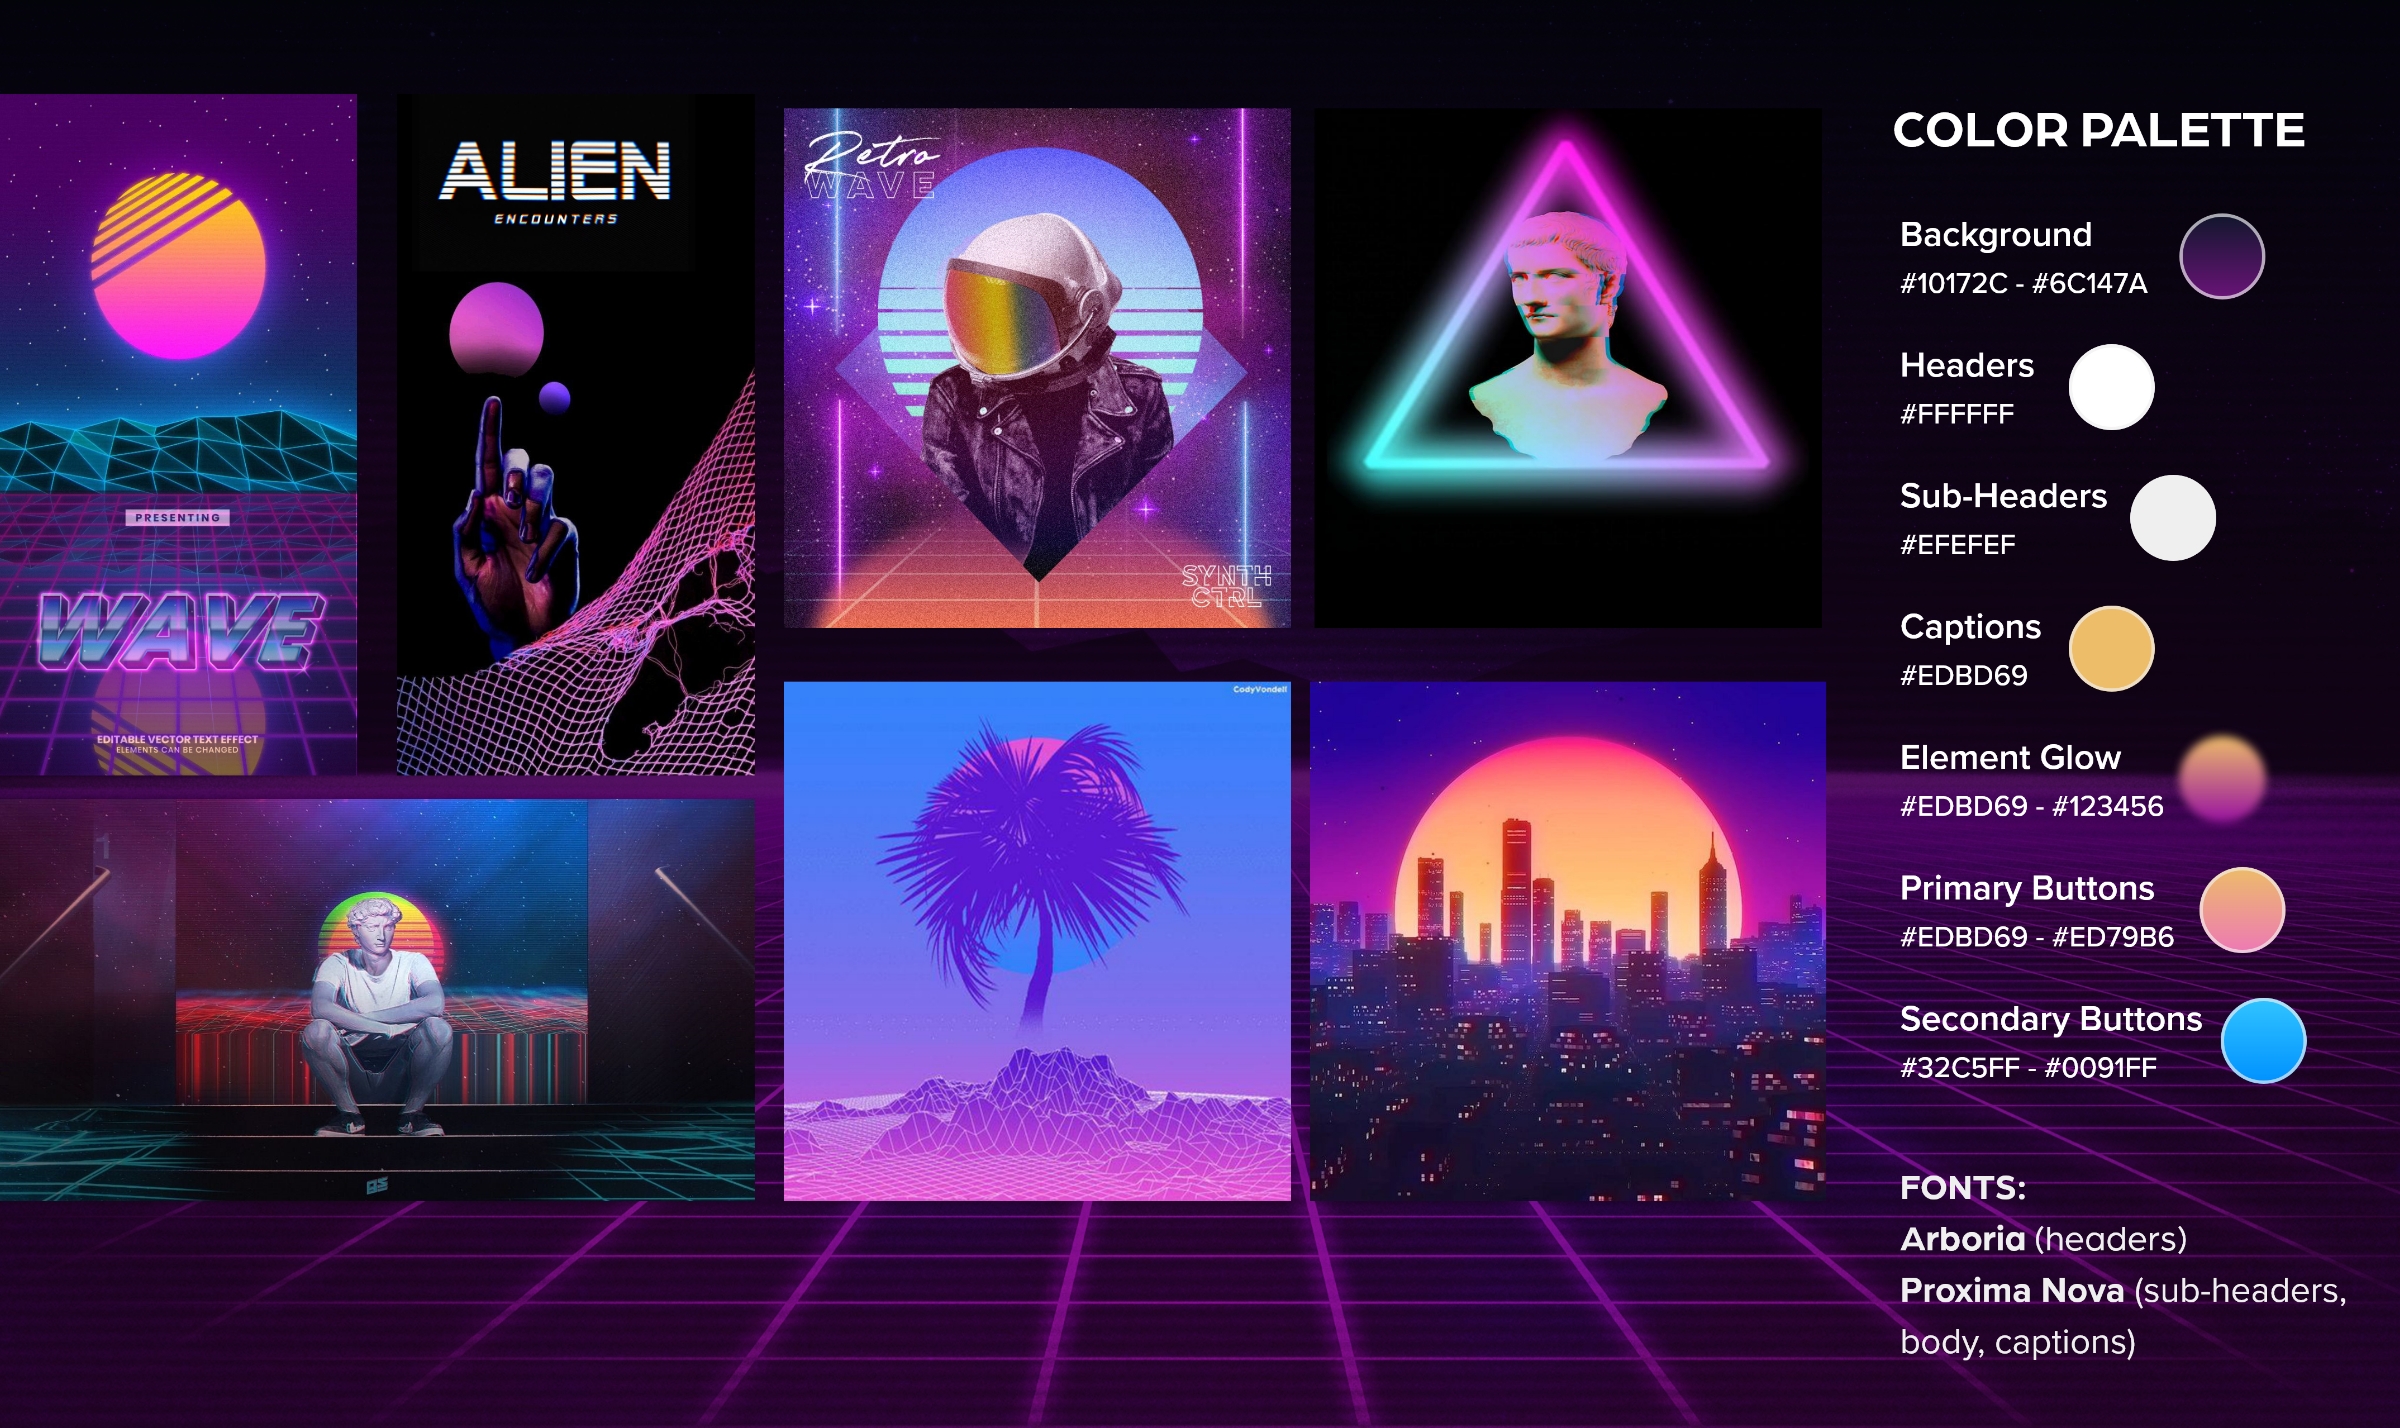 PRESENTING
WAVE
EDITABLE VECTOR TEXT EFFECT
ELEMENTS CAN BE CHANGED
ALIEN
ENCOUNTERS
Retro
WAVE
SYNTH
CTRL
CodyVondell
COLOR PALETTE
Background
#10172C - #6C147A
Headers
#FFFFFF
Sub-Headers
#EFEFEF
Captions
#EDBD69
Element Glow
#EDBD69 - #123456
Primary Buttons
#EDBD69 - #ED79B6
Secondary Buttons
#32C5FF - #0091FF
FONTS:
Arboria (headers)
Proxima Nova (sub-headers,
body, captions)